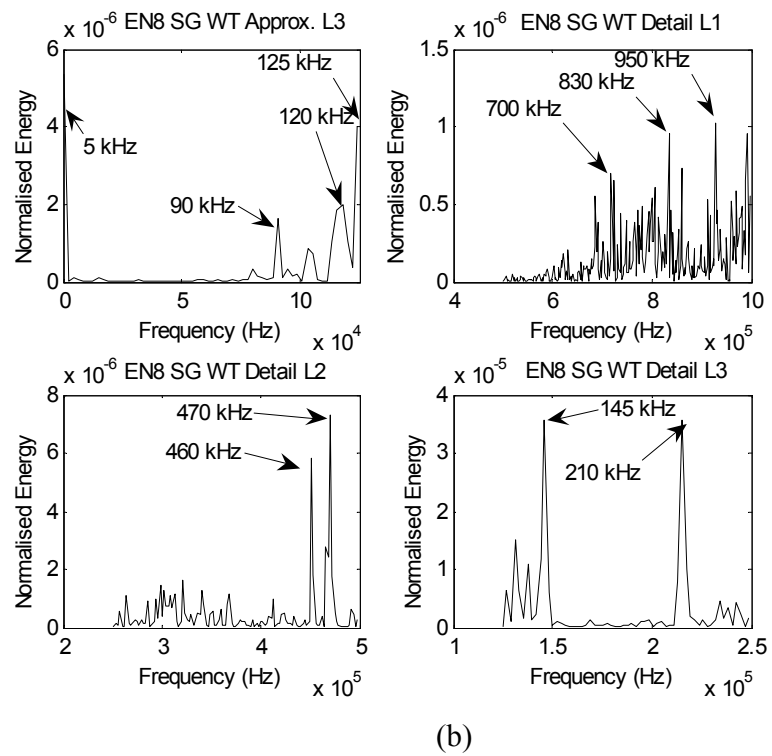 x 10-6 EN8 SG WT Approx. L3
6
4
2
0
Normalised Energy
0
5
10
Frequency (Hz)
x 10^4
5 kHz
90 kHz
120 kHz
125 kHz
x 10-6 EN8 SG WT Detail L1
1.5
1
0.5
0
Normalised Energy
4
6
8
10
Frequency (Hz)
x 10^5
700 kHz
830 kHz
950 kHz
x 10-6 EN8 SG WT Detail L2
8
6
4
2
0
Normalised Energy
2
3
4
5
Frequency (Hz)
x 10^5
470 kHz
460 kHz
x 10-5 EN8 SG WT Detail L3
4
3
2
1
0
Normalised Energy
1
1.5
2
2.5
Frequency (Hz)
x 10^5
145 kHz
210 kHz
(b)